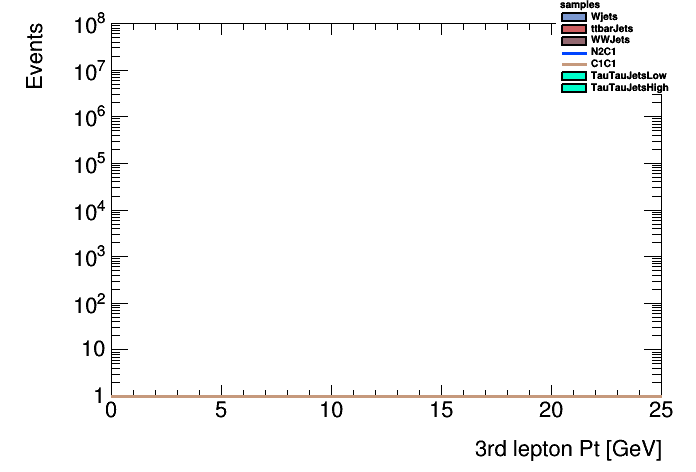 samples
Wjets
ttbarJets
WWJets
N2C1
C1C1
TauTauJetsLow
TauTauJetsHigh
Events
10⁸
10⁷
10⁶
10⁵
10⁴
10³
10²
10
1
0 5 10 15 20 25
3rd lepton Pt [GeV]